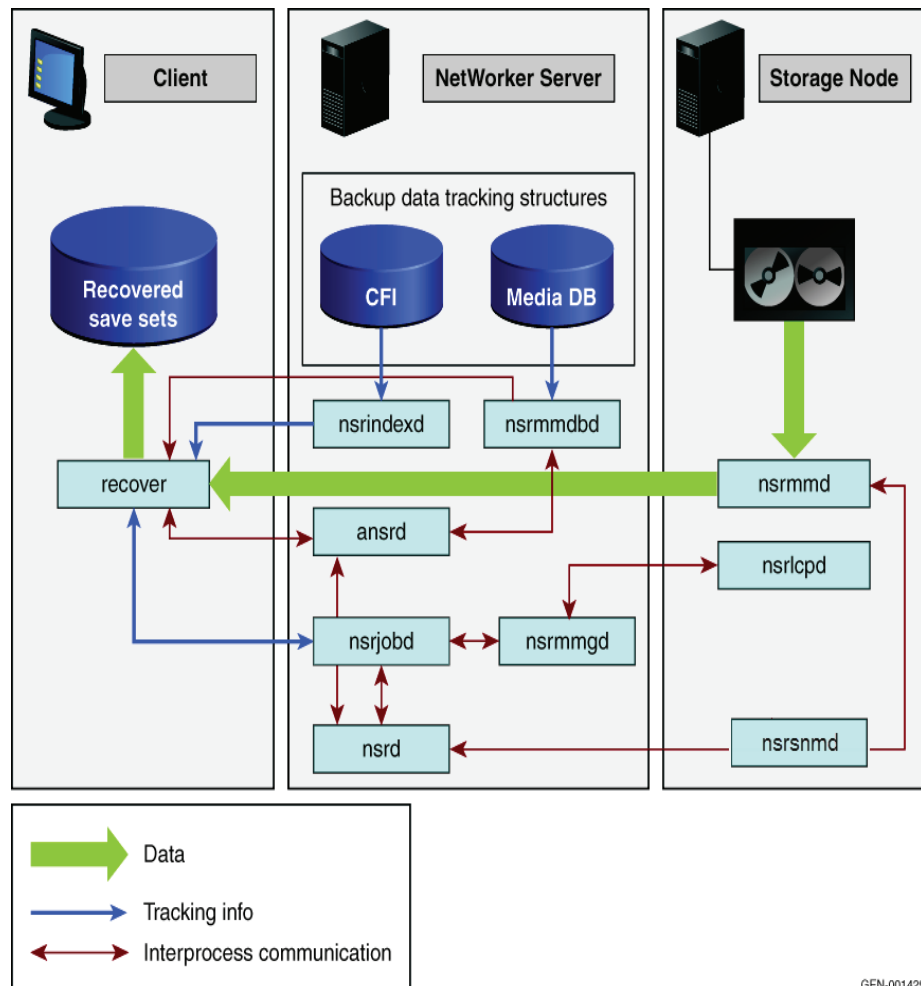 Client
NetWorker Server
Storage Node
Backup data tracking structures
CFI
Media DB
Recovered
save sets
nsrindexd
nsrmmdbd
recover
nsrmmd
ansrd
nsrlcpd
nsrjobd
nsrmmgd
nsrd
nsrsnmd
Data
Tracking info
Interprocess communication